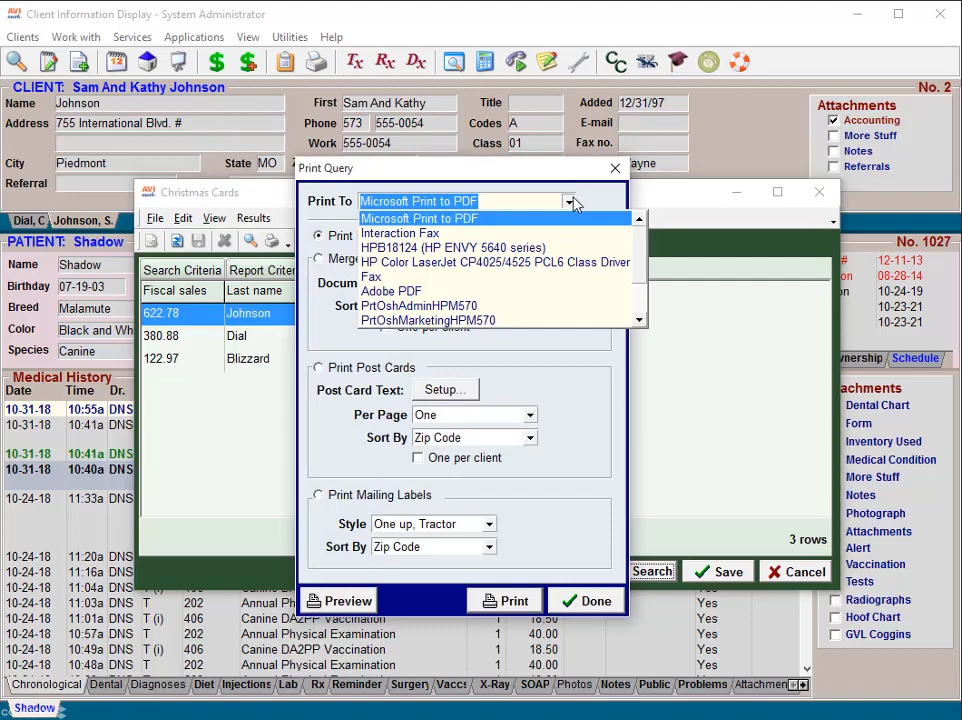 AVI mark Client Information Display - System Administrator
Clients Work with Services Applications View Utilities Help
Tx Rx Dx CC
CLIENT: Sam And Kathy Johnson No. 2
Name Johnson First Sam And Kathy Title Added 12/31/97
Address 755 International Blvd. # Phone 573 555-0054 Codes A E-mail
Work 555-0054 Class 01 Fax no.
City Piedmont State MO
Referral
Attachments
Accounting
More Stuff
Notes
Referrals
Dial, C Johnson, S.
PATIENT: Shadow No. 1027
Name Shadow
Birthday 07-19-03
Breed Malamute
Color Black and Wh
Species Canine
12-11-13
08-28-14
10-24-19
10-23-21
10-23-21
Schedule
AVI mark Christmas Cards
File Edit View Results
Search Criteria Report Criter
Fiscal sales Last name
622.78 Johnson
380.88 Dial
122.97 Blizzard
3 rows
Search Save Cancel
Print Query
Print To Microsoft Print to PDF
Microsoft Print to PDF
Interaction Fax
HPB18124 (HP ENVY 5640 series)
HP Color LaserJet CP4025/4525 PCL6 Class Driver
Fax
Adobe PDF
PrtOshAdminHPM570
PrtOshMarketingHPM570
Print
Merge
Docum
Sort
One per client
Print Post Cards
Post Card Text: Setup...
Per Page One
Sort By Zip Code
One per client
Print Mailing Labels
Style One up, Tractor
Sort By Zip Code
Preview Print Done
Medical History
Date Time Dr.
10-31-18 10:55a DNS
10-31-18 10:41a DNS
10-31-18 10:41a DNS
10-31-18 10:40a DNS
10-24-18 11:33a DNS
10-24-18 11:20a DNS
10-24-18 11:16a DNS
10-24-18 11:04a DNS
10-24-18 11:03a DNS T 202 Annual Ph 1 40.00 Yes
10-24-18 11:01a DNS T (i) 406 Canine DA2PP Vaccination 1 18.50 Yes
10-24-18 10:57a DNS T 202 Annual Physical Examination 1 40.00 Yes
10-24-18 10:49a DNS T (i) 406 Canine DA2PP Vaccination 1 18.50 Yes
10-24-18 10:48a DNS T 202 Annual Physical Examination 1 40.00 Yes
achments
Dental Chart
Form
Inventory Used
Medical Condition
More Stuff
Notes
Photograph
Attachments
Alert
Vaccination
Tests
Radiographs
Hoof Chart
GVL Coggins
Chronological Dental Diagnoses Diet Injections Lab Rx Reminder Surgery Vaccs X-Ray SOAP Photos Notes Public Problems Attachmen
Shadow